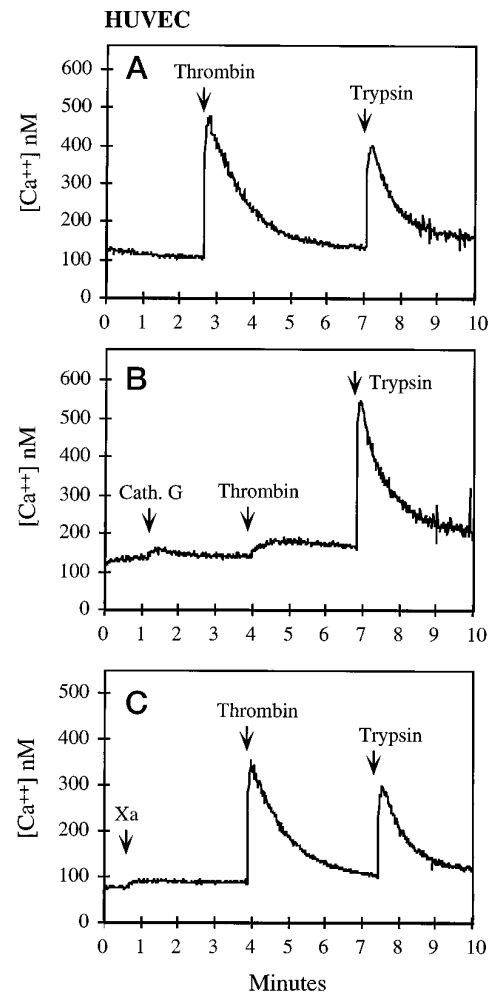 HUVEC
A
Thrombin
Trypsin
[Ca++] nM
600
500
400
300
200
100
0
0 1 2 3 4 5 6 7 8 9 10
B
Trypsin
Cath. G
Thrombin
[Ca++] nM
600
500
400
300
200
100
0
0 1 2 3 4 5 6 7 8 9 10
C
Thrombin
Trypsin
Xa
[Ca++] nM
500
400
300
200
100
0
0 1 2 3 4 5 6 7 8 9 10
Minutes